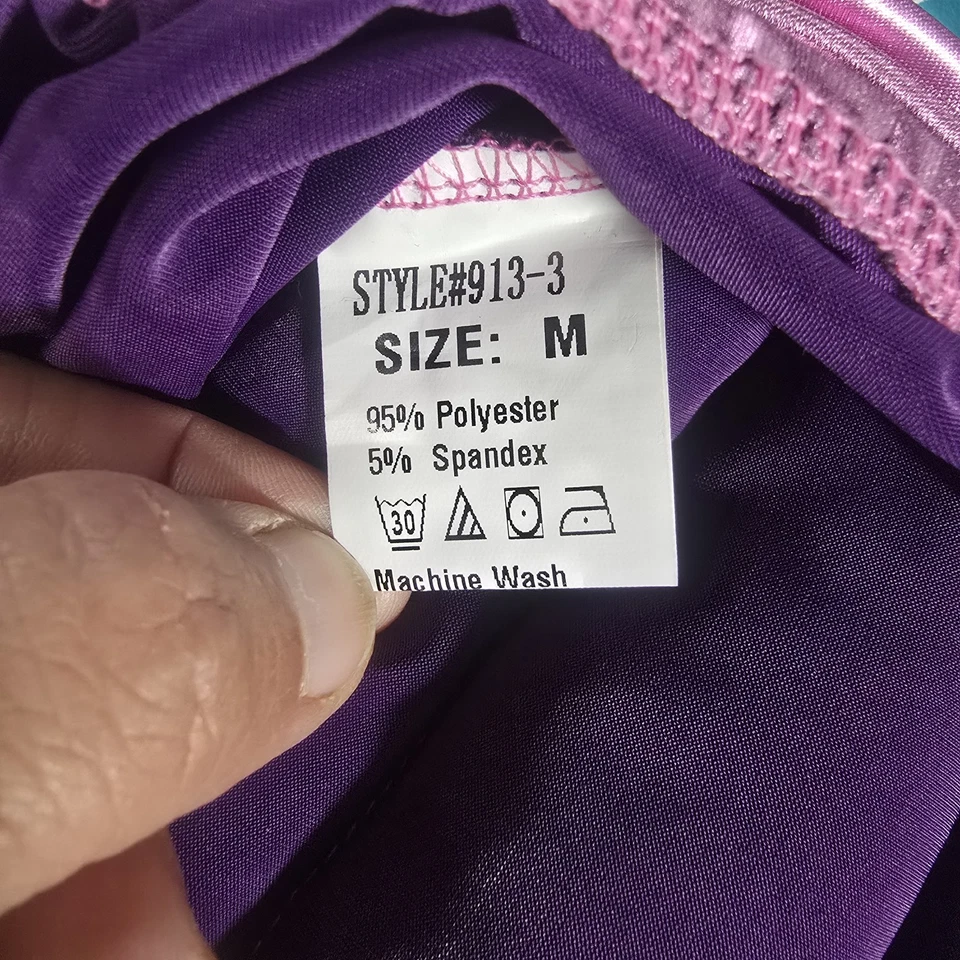 STYLE#913-3
SIZE: M
95% Polyester
5% Spandex
30
Machine Wash